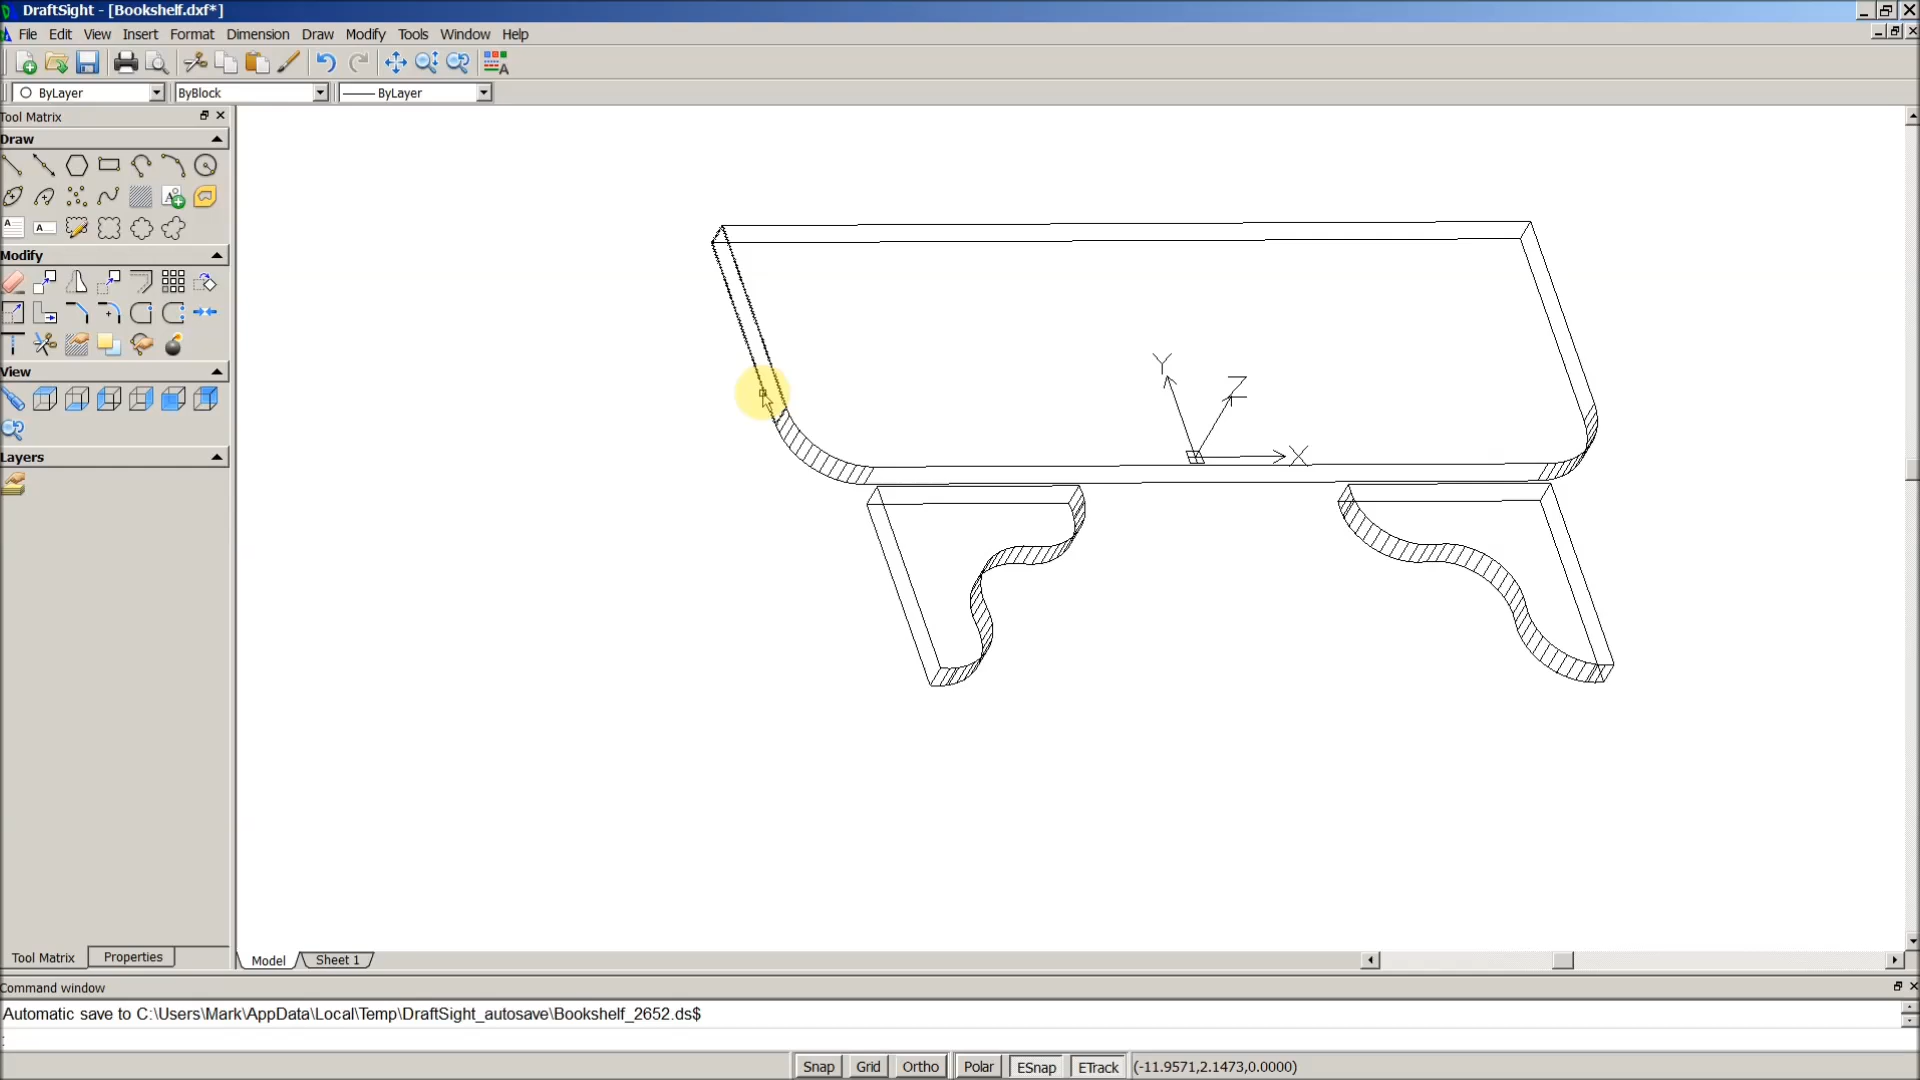 DraftSight - [Bookshelf.dxf*]
File Edit View Insert Format Dimension Draw Modify Tools Window Help
ByLayer ByBlock ByLayer
Tool Matrix
Draw
A
A
A
Modify
View
Layers
Y
Z
X
Tool Matrix Properties
Model Sheet 1
Command window
Automatic save to C:\Users\Mark\AppData\Local\Temp\DraftSight_autosave\Bookshelf_2652.ds$
:
Snap Grid Ortho Polar ESnap ETrack (-11.9571,2.1473,0.0000)